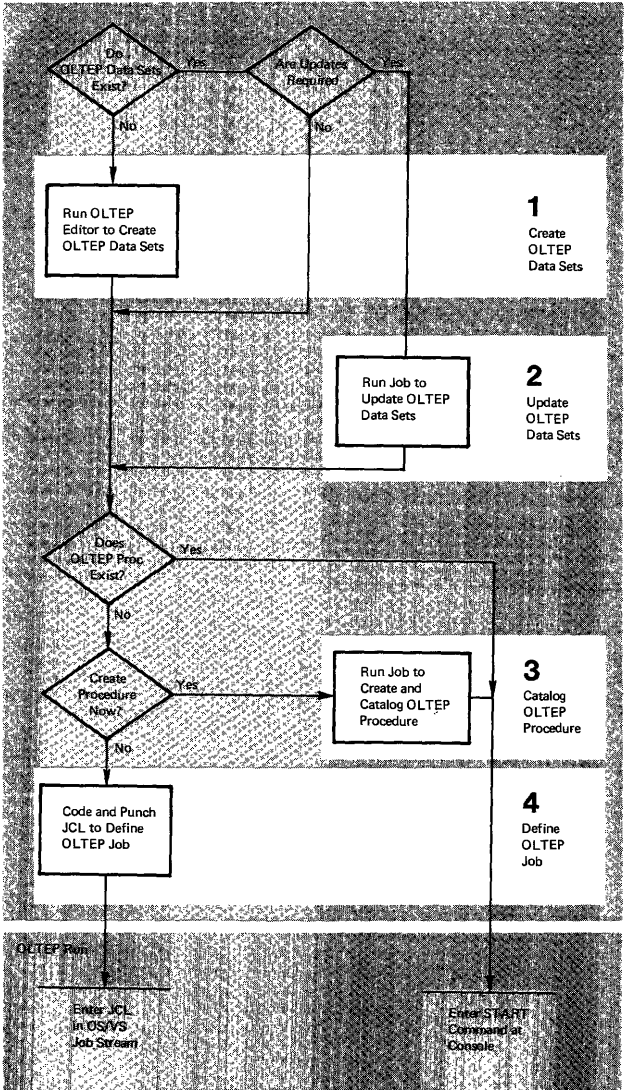 Do
OLTEP Data Sets
Exist?
Yes
Are Updates
Required
Yes
No
No
Run OLTEP
Editor to Create
OLTEP Data Sets
1
Create
OLTEP
Data Sets
Run Job to
Update OLTEP
Data Sets
2
Update
OLTEP
Data Sets
Does
OLTEP Proc
Exist?
Yes
No
Create
Procedure
Now?
Yes
Run Job to
Create and
Catalog OLTEP
Procedure
3
Catalog
OLTEP
Procedure
No
Code and Punch
JCL to Define
OLTEP Job
4
Define
OLTEP
Job
OLTEP Run
Enter JCL
in OS/VS
Job Stream
Enter START
Command at
Console